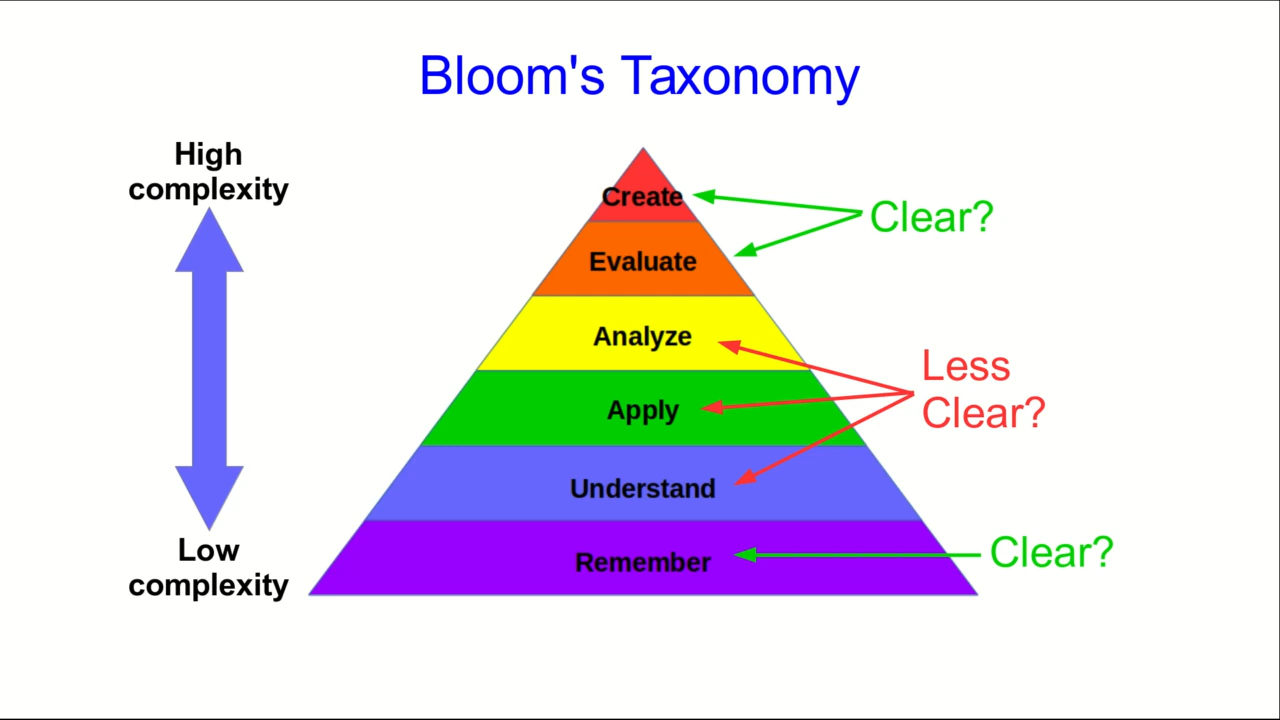 Bloom's Taxonomy
High
complexity
Create
Clear?
Evaluate
Analyze
Less
Clear?
Apply
Understand
Low
complexity
Remember
Clear?